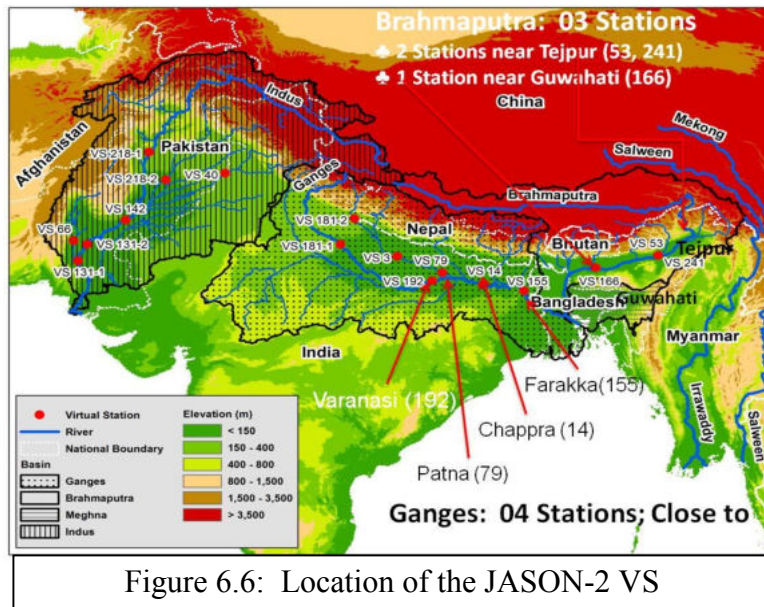 Brahmaputra: 03 Stations
♣ 2 Stations near Tejpur (53, 241)
♣ 1 Station near Guwahati (166)
China
Indus
Mekong
Salween
Afghanistan
Pakistan
VS 218-1
VS 218-2
VS 40
Ganges
Brahmaputra
VS 142
VS 66
VS 131-2
VS 131-1
VS 181-2
VS 181-1
Nepal
Bhutan
VS 53
Tejpur
VS 241
VS 3
VS 79
VS 14
VS 192
VS 155
VS 166
Bangladesh
Guwahati
Myanmar
India
Varanasi (192)
Farakka(155)
Chappra (14)
Patna (79)
Irrawaddy
Salween
Ganges: 04 Stations; Close to
Virtual Station
River
National Boundary
Basin
Ganges
Brahmaputra
Meghna
Indus
Elevation (m)
< 150
150 - 400
400 - 800
800 - 1,500
1,500 - 3,500
> 3,500
Figure 6.6: Location of the JASON-2 VS